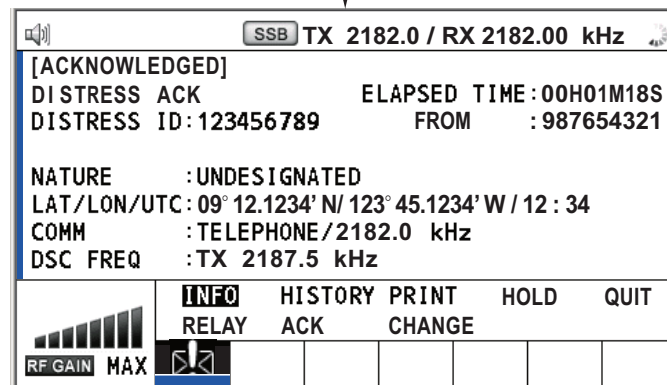 SSB TX 2182.0 / RX 2182.00 kHz
[ACKNOWLEDGED]
DISTRESS ACK ELAPSED TIME:00H01M18S
DISTRESS ID:123456789 FROM :987654321
NATURE :UNDESIGNATED
LAT/LON/UTC:09°12.1234'N/123°45.1234'W/12:34
COMM :TELEPHONE/2182.0 kHz
DSC FREQ :TX 2187.5 kHz
INFO HISTORY PRINT HOLD QUIT
RELAY ACK CHANGE
RF GAIN MAX